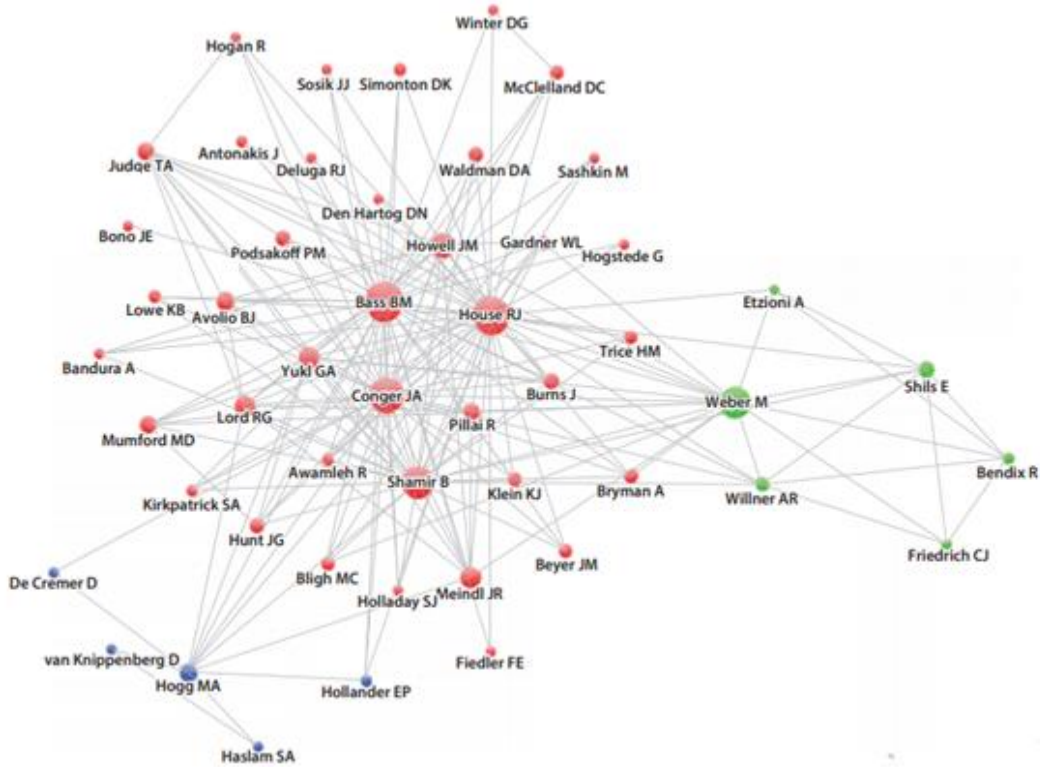 Winter DG
Hogan R
Sosik JJ
Simonton DK
McClelland DC
Antonakis J
Judqe TA
Deluga RJ
Waldman DA
Sashkin M
Den Hartog DN
Bono JE
Podsakoff PM
Howell JM
Gardner WL
Hogstede G
Bass BM
Etzioni A
Lowe KB
Avolio BJ
House RJ
Trice HM
Bandura A
Yukl GA
Shils E
Conger JA
Burns J
Weber M
Lord RG
Pillai R
Mumford MD
Awamleh R
Bendix R
Shamir B
Klein KJ
Bryman A
Willner AR
Kirkpatrick SA
Hunt JG
Friedrich CJ
Beyer JM
De Cremer D
Bligh MC
Meindl JR
Holladay SJ
van Knippenberg D
Fiedler FE
Hogg MA
Hollander EP
Haslam SA